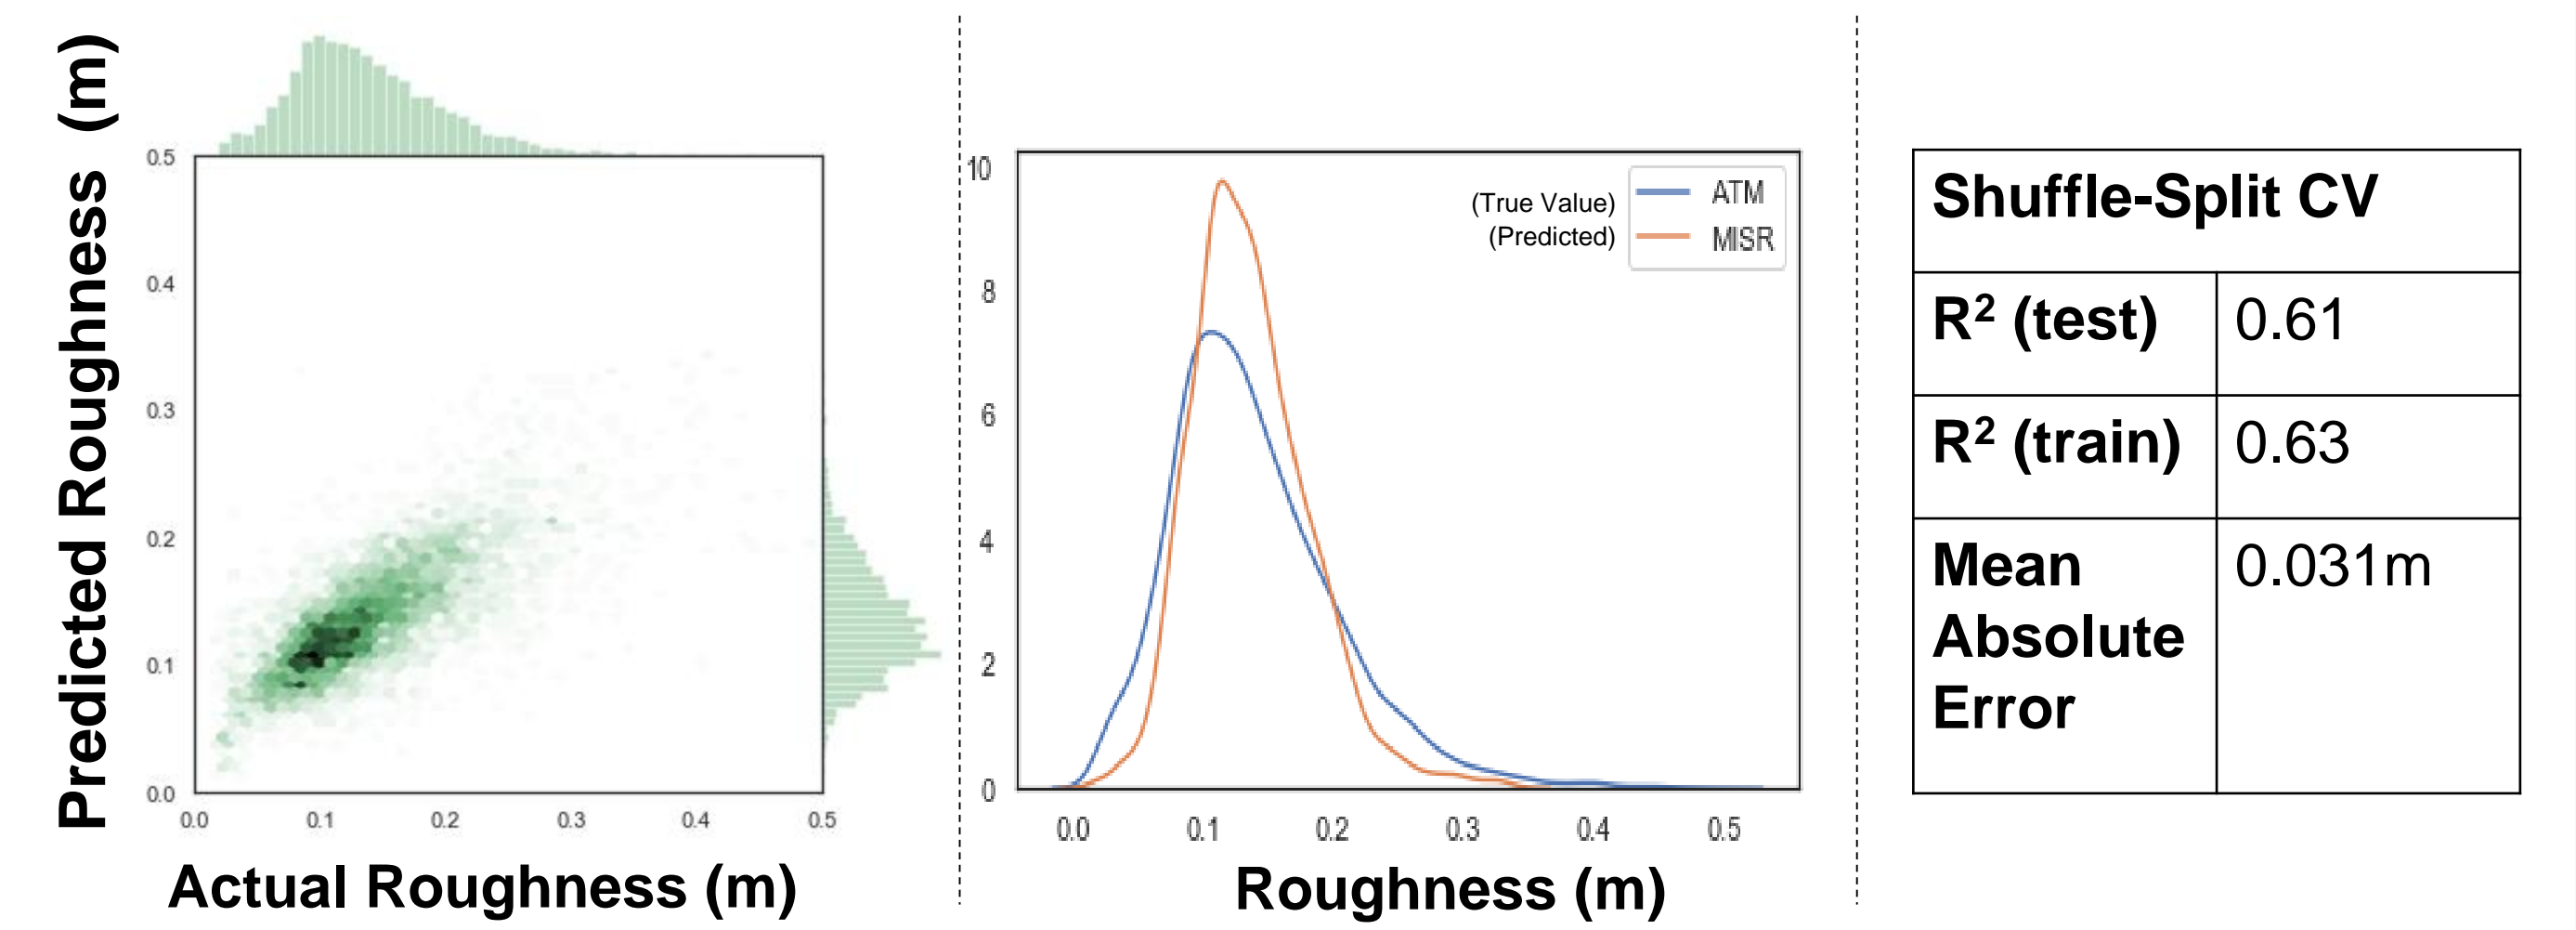 Predicted Roughness (m)
0.5
0.4
0.3
0.2
0.1
0.0
0.0 0.1 0.2 0.3 0.4 0.5
Actual Roughness (m)
10
8
6
4
2
0
(True Value) ATM
(Predicted) MISR
0.0 0.1 0.2 0.3 0.4 0.5
Roughness (m)
Shuffle-Split CV
R² (test) 0.61
R² (train) 0.63
Mean 0.031m
Absolute
Error